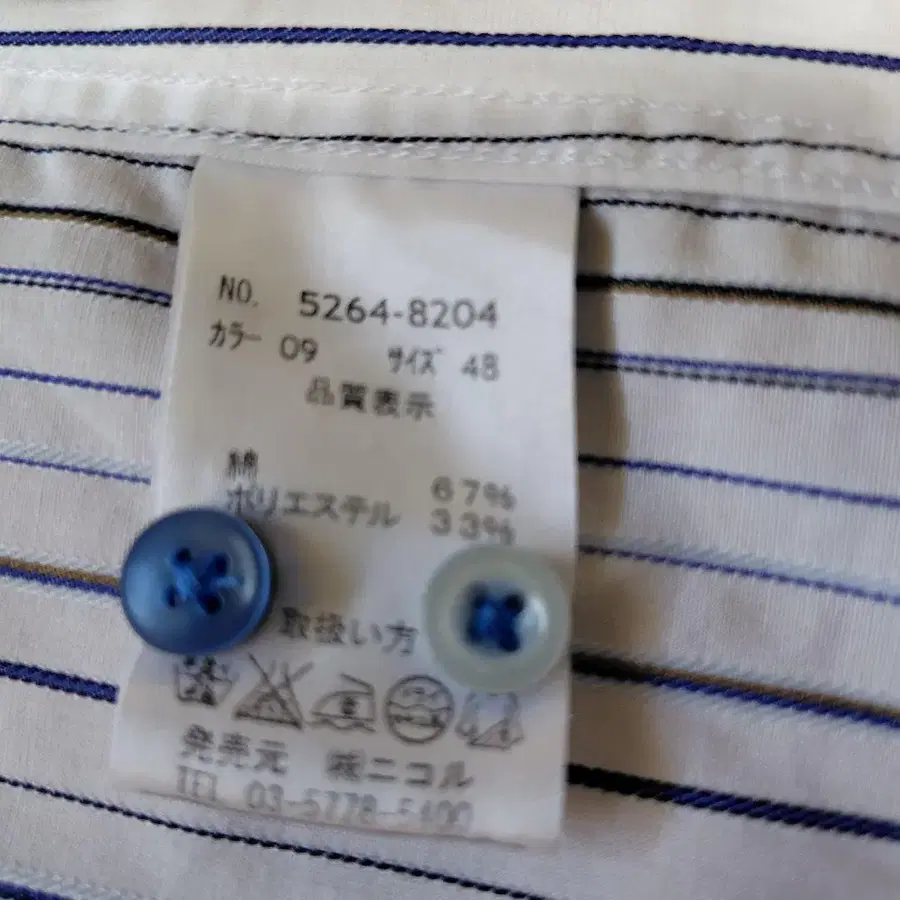 NO. 5264-8204
カラー 09 サイズ 48
品質表示
綿 67%
ポリエステル 33%
取扱い方
発売元 ㈱ニコル
TEL 03-5778-5400